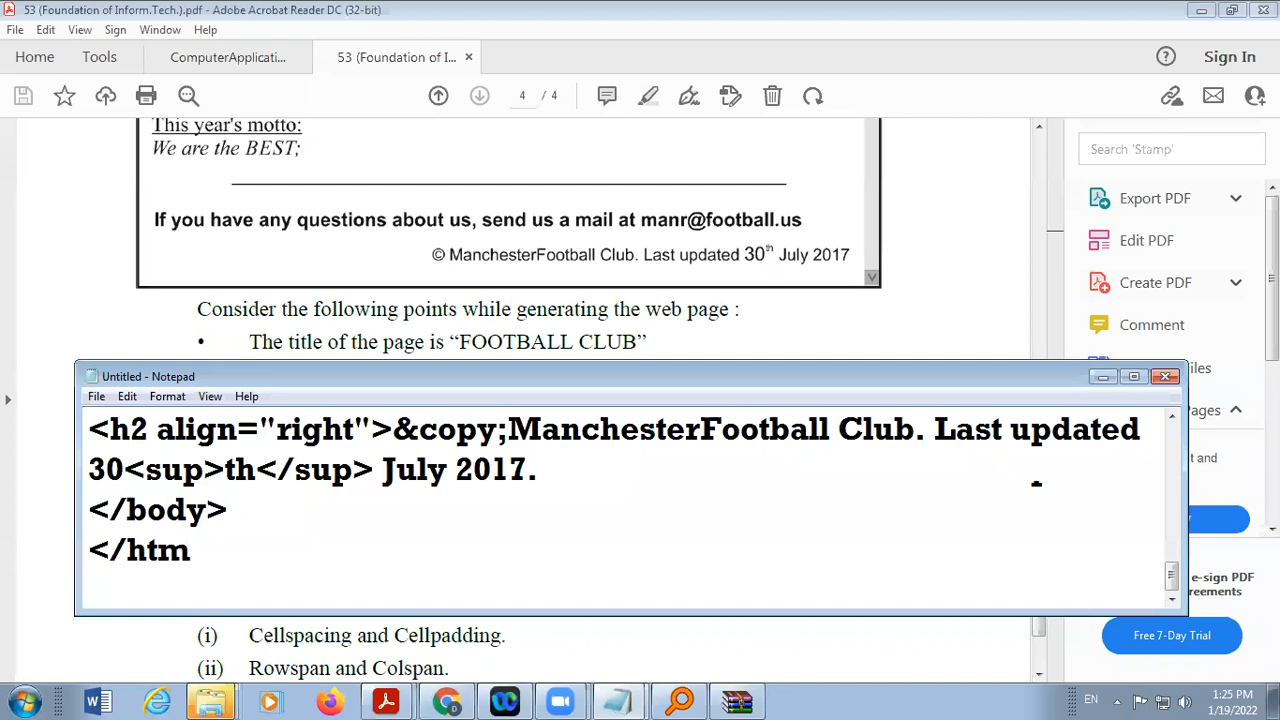 53 (Foundation of Inform.Tech.).pdf - Adobe Acrobat Reader DC (32-bit)
File Edit View Sign Window Help
Home Tools ComputerApplicati... 53 (Foundation of I... × Sign In
4 / 4
This year's motto:
We are the BEST;
If you have any questions about us, send us a mail at manr@football.us
© ManchesterFootball Club. Last updated 30th July 2017
Consider the following points while generating the web page :
• The title of the page is “FOOTBALL CLUB”
Untitled - Notepad
File Edit Format View Help
<h2 align="right">&copy;ManchesterFootball Club. Last updated
30<sup>th</sup> July 2017.
</body>
</htm
(i) Cellspacing and Cellpadding.
(ii) Rowspan and Colspan.
Search 'Stamp'
Export PDF
Edit PDF
Create PDF
Comment
iles
ages
t and
e-sign PDF
reements
Free 7-Day Trial
EN
1:25 PM
1/19/2022